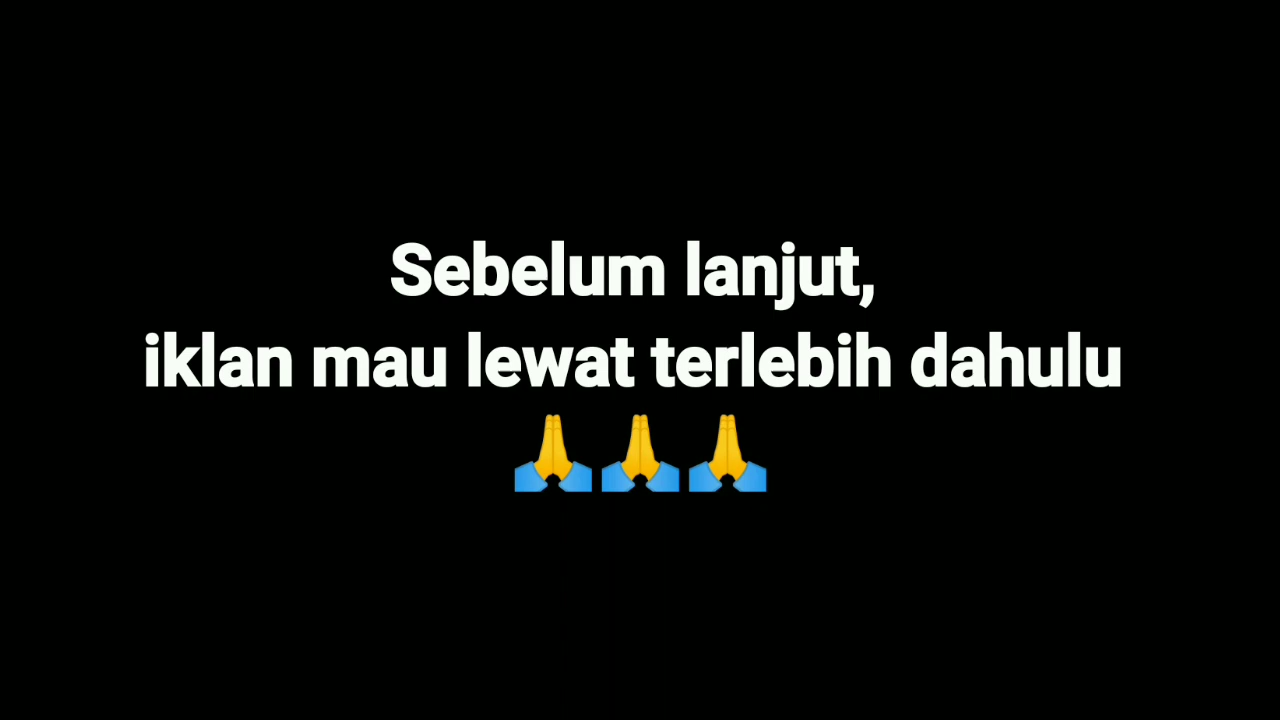 Sebelum lanjut,
iklan mau lewat terlebih dahulu
🙏🙏🙏